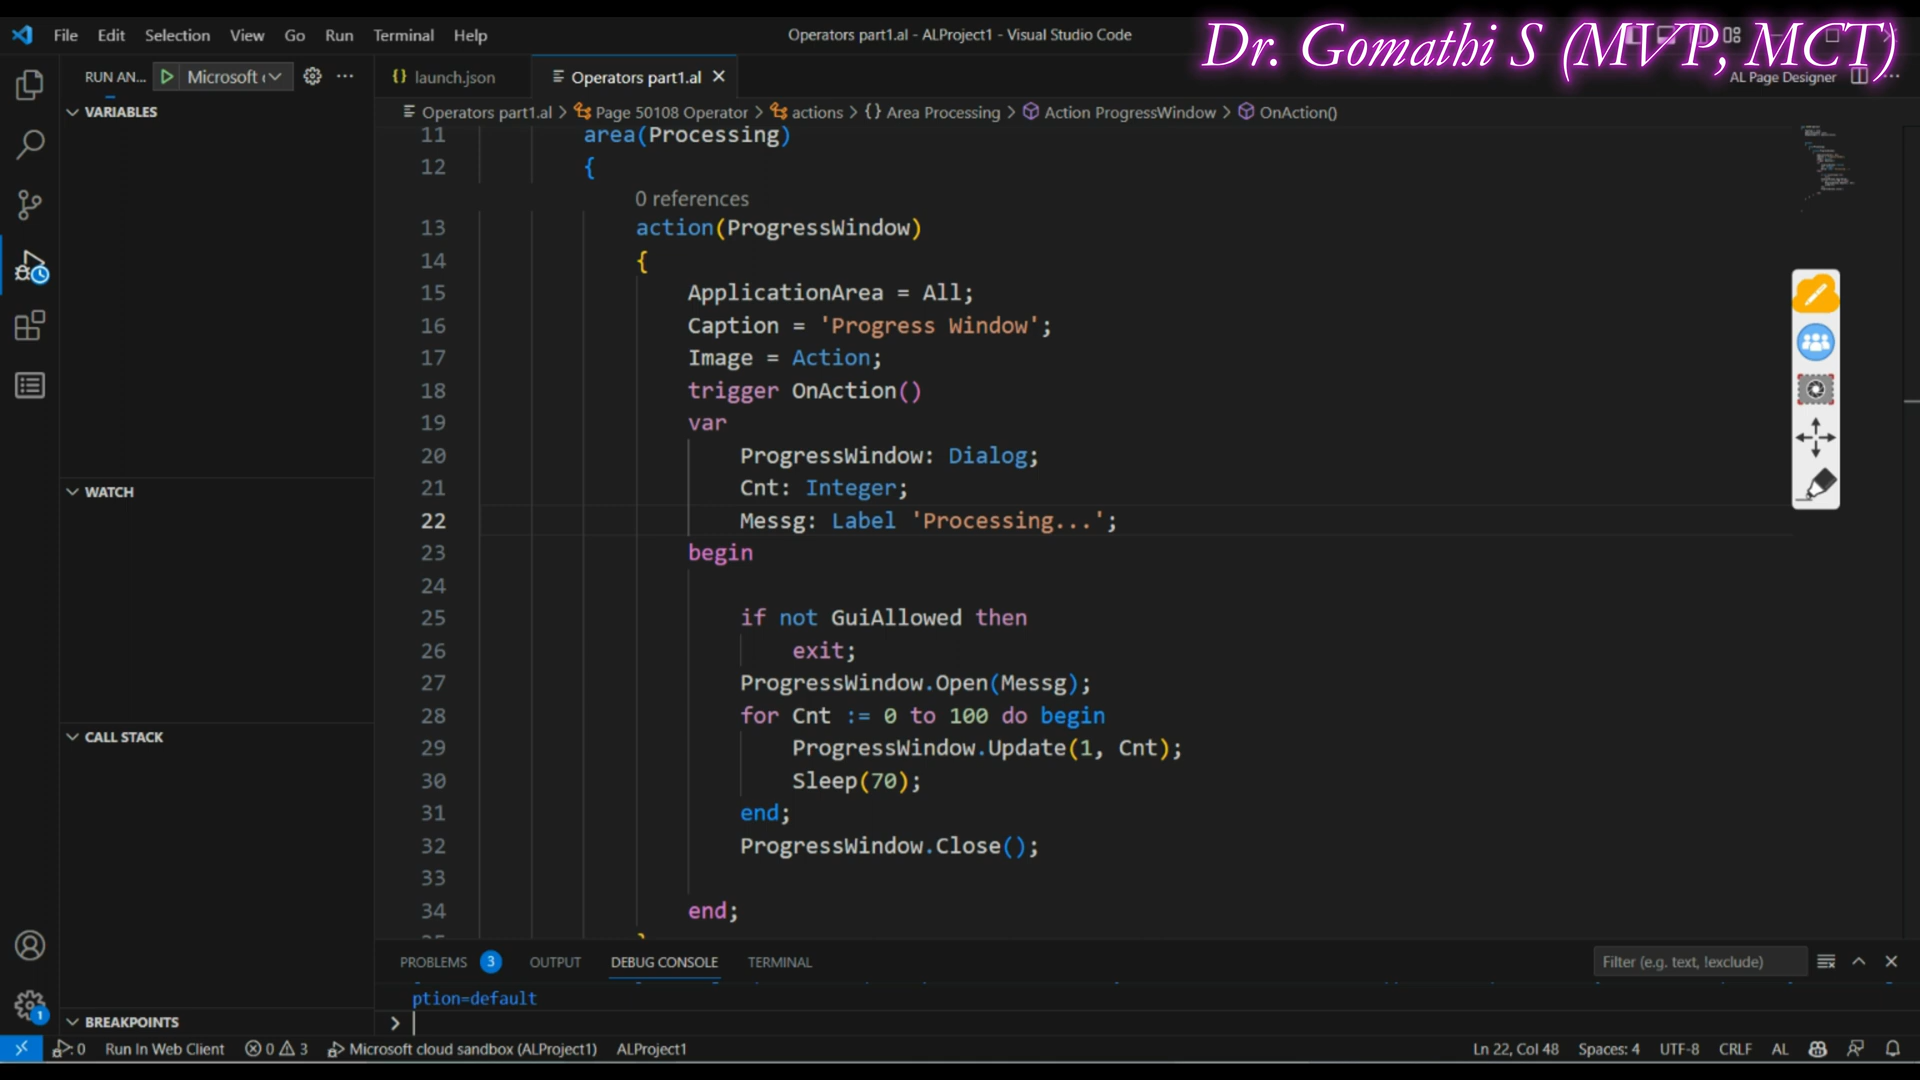 File Edit Selection View Go Run Terminal Help
Operators part1.al - ALProject1 - Visual Studio Code
Dr. Gomathi S (MVP, MCT)
RUN AN... Microsoft
launch.json
Operators part1.al
AL Page Designer
VARIABLES
Operators part1.al > Page 50108 Operator > actions > {} Area Processing > Action ProgressWindow > OnAction()
11 area(Processing)
12 {
0 references
13 action(ProgressWindow)
14 {
15 ApplicationArea = All;
16 Caption = 'Progress Window';
17 Image = Action;
18 trigger OnAction()
19 var
20 ProgressWindow: Dialog;
21 Cnt: Integer;
22 Messg: Label 'Processing...';
23 begin
24
25 if not GuiAllowed then
26 exit;
27 ProgressWindow.Open(Messg);
28 for Cnt := 0 to 100 do begin
29 ProgressWindow.Update(1, Cnt);
30 Sleep(70);
31 end;
32 ProgressWindow.Close();
33
34 end;
WATCH
CALL STACK
BREAKPOINTS
PROBLEMS 3 OUTPUT DEBUG CONSOLE TERMINAL
Filter (e.g. text, !exclude)
ption=default
>
1
0 Run In Web Client 0 3 Microsoft cloud sandbox (ALProject1) ALProject1
Ln 22, Col 48 Spaces: 4 UTF-8 CRLF AL